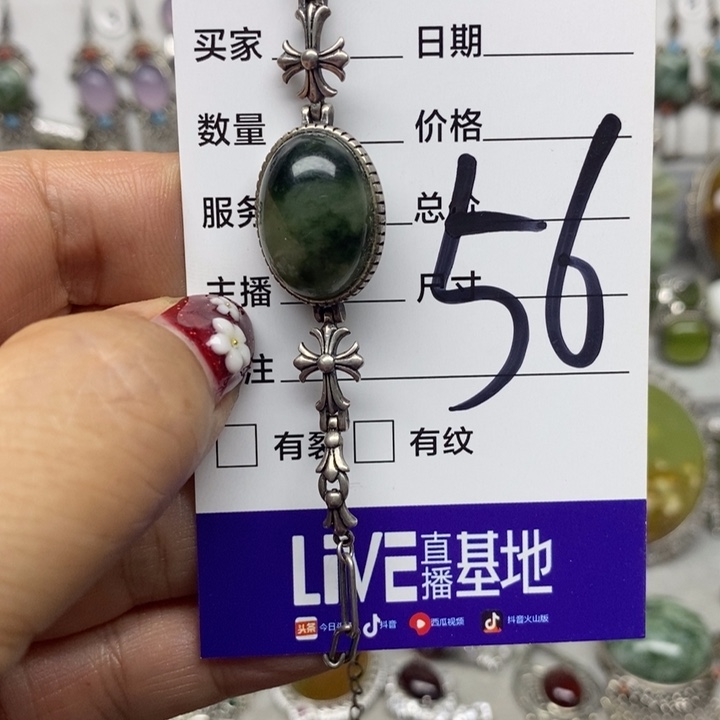 买家 日期
数量 价格
服务 总价
主播 尺寸
注
56
有裂 有纹
LiVE直播基地
头条 今日 抖音 西瓜视频 抖音火山版